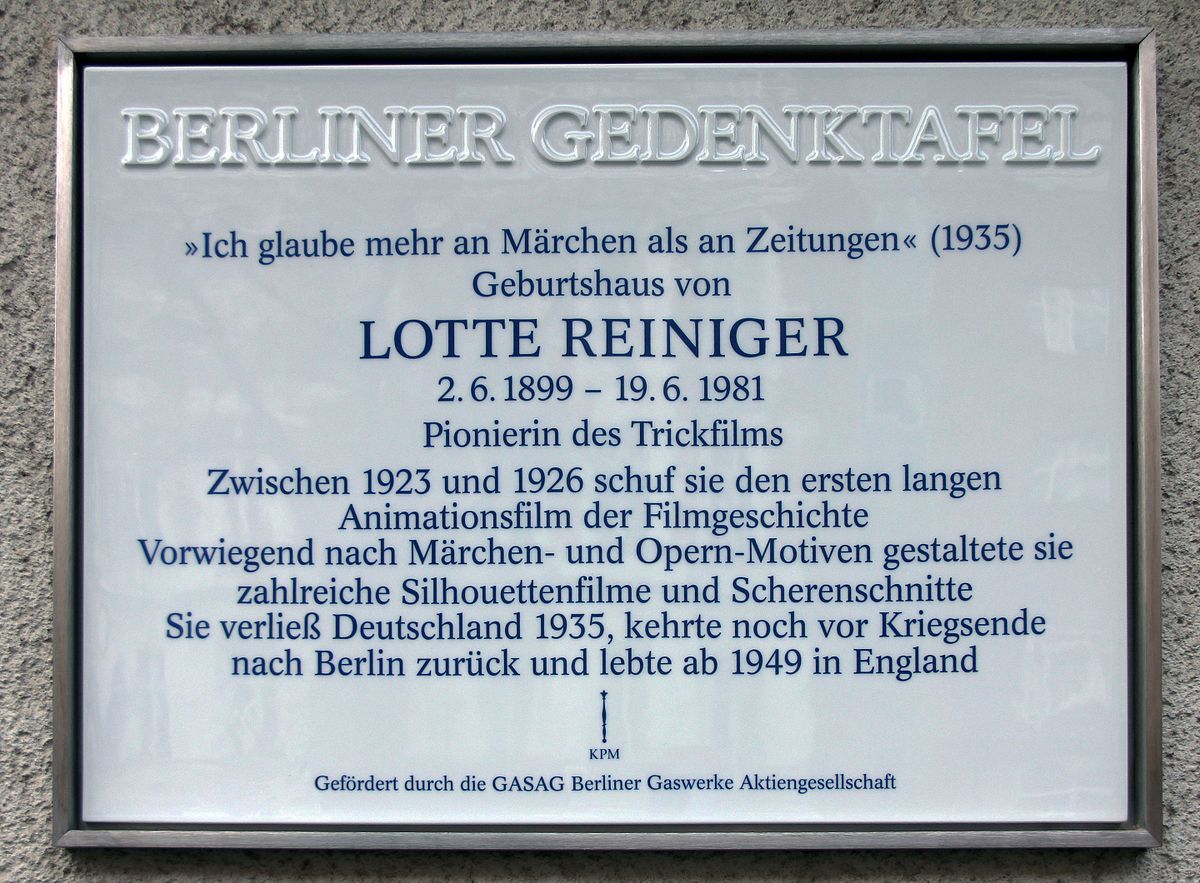 BERLINER GEDENKTAFEL
»Ich glaube mehr an Märchen als an Zeitungen« (1935)
Geburtshaus von
LOTTE REINIGER
2. 6. 1899 – 19. 6. 1981
Pionierin des Trickfilms
Zwischen 1923 und 1926 schuf sie den ersten langen
Animationsfilm der Filmgeschichte
Vorwiegend nach Märchen- und Opern-Motiven gestaltete sie
zahlreiche Silhouettenfilme und Scherenschnitte
Sie verließ Deutschland 1935, kehrte noch vor Kriegsende
nach Berlin zurück und lebte ab 1949 in England
KPM
Gefördert durch die GASAG Berliner Gaswerke Aktiengesellschaft